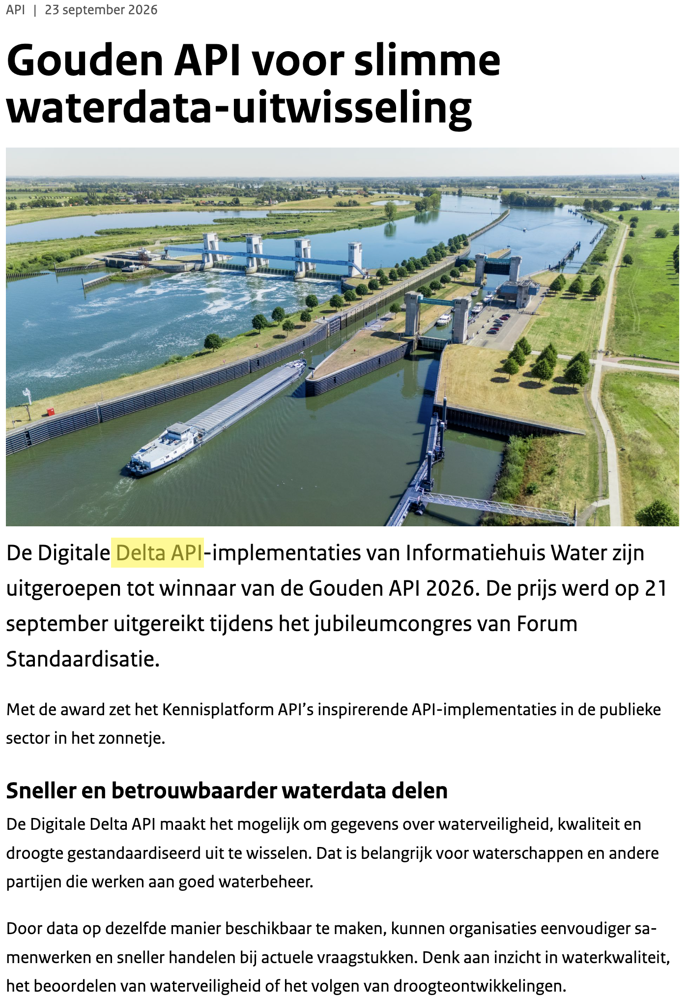 API | 23 september 2026
Gouden API voor slimme
waterdata-uitwisseling
De Digitale Delta API-implementaties van Informatiehuis Water zijn
uitgeroepen tot winnaar van de Gouden API 2026. De prijs werd op 21
september uitgereikt tijdens het jubileumcongres van Forum
Standaardisatie.
Met de award zet het Kennisplatform API’s inspirerende API-implementaties in de publieke
sector in het zonnetje.
Sneller en betrouwbaarder waterdata delen
De Digitale Delta API maakt het mogelijk om gegevens over waterveiligheid, kwaliteit en
droogte gestandaardiseerd uit te wisselen. Dat is belangrijk voor waterschappen en andere
partijen die werken aan goed waterbeheer.
Door data op dezelfde manier beschikbaar te maken, kunnen organisaties eenvoudiger sa-
menwerken en sneller handelen bij actuele vraagstukken. Denk aan inzicht in waterkwaliteit,
het beoordelen van waterveiligheid of het volgen van droogteontwikkelingen.